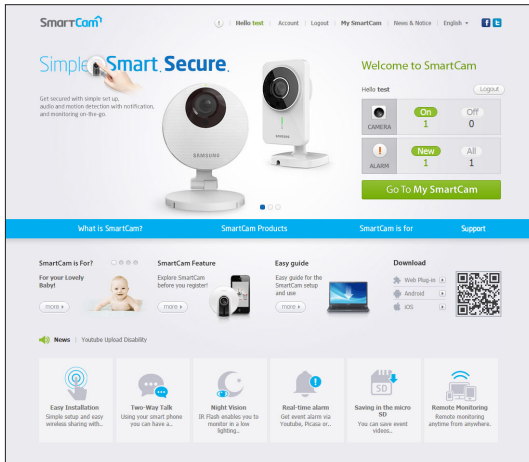 SmartCam
Hello test | Account | Logout | My SmartCam | News & Notice | English
Simple, Smart, Secure.
Get secured with simple set up,
audio and motion detection with notification,
and monitoring on-the-go.
SAMSUNG
SAMSUNG
Welcome to SmartCam
Hello test
Logout
CAMERA
On
1
Off
0
ALARM
New
1
All
1
Go To My SmartCam
What is SmartCam?
SmartCam Products
SmartCam is for
Support
SmartCam is For?
For your Lovely
Baby!
more
SmartCam Feature
Explore SmartCam
before you register!
more
Easy guide
Easy guide for the
SmartCam setup
and use
more
Download
Web Plug-in
Android
iOS
News | Youtube Upload Disability
Easy Installation
Simple setup and easy
wireless sharing with..
Two-Way Talk
Using your smart phone
you can have a..
Night Vision
IR Flash enables you to
monitor in a low
lighting..
Real-time alarm
Get event alarm via
Youtube, Picasa or..
SD
Saving in the micro
SD
You can save event
videos..
Remote Monitoring
Remote monitoring
anytime from anywhere.